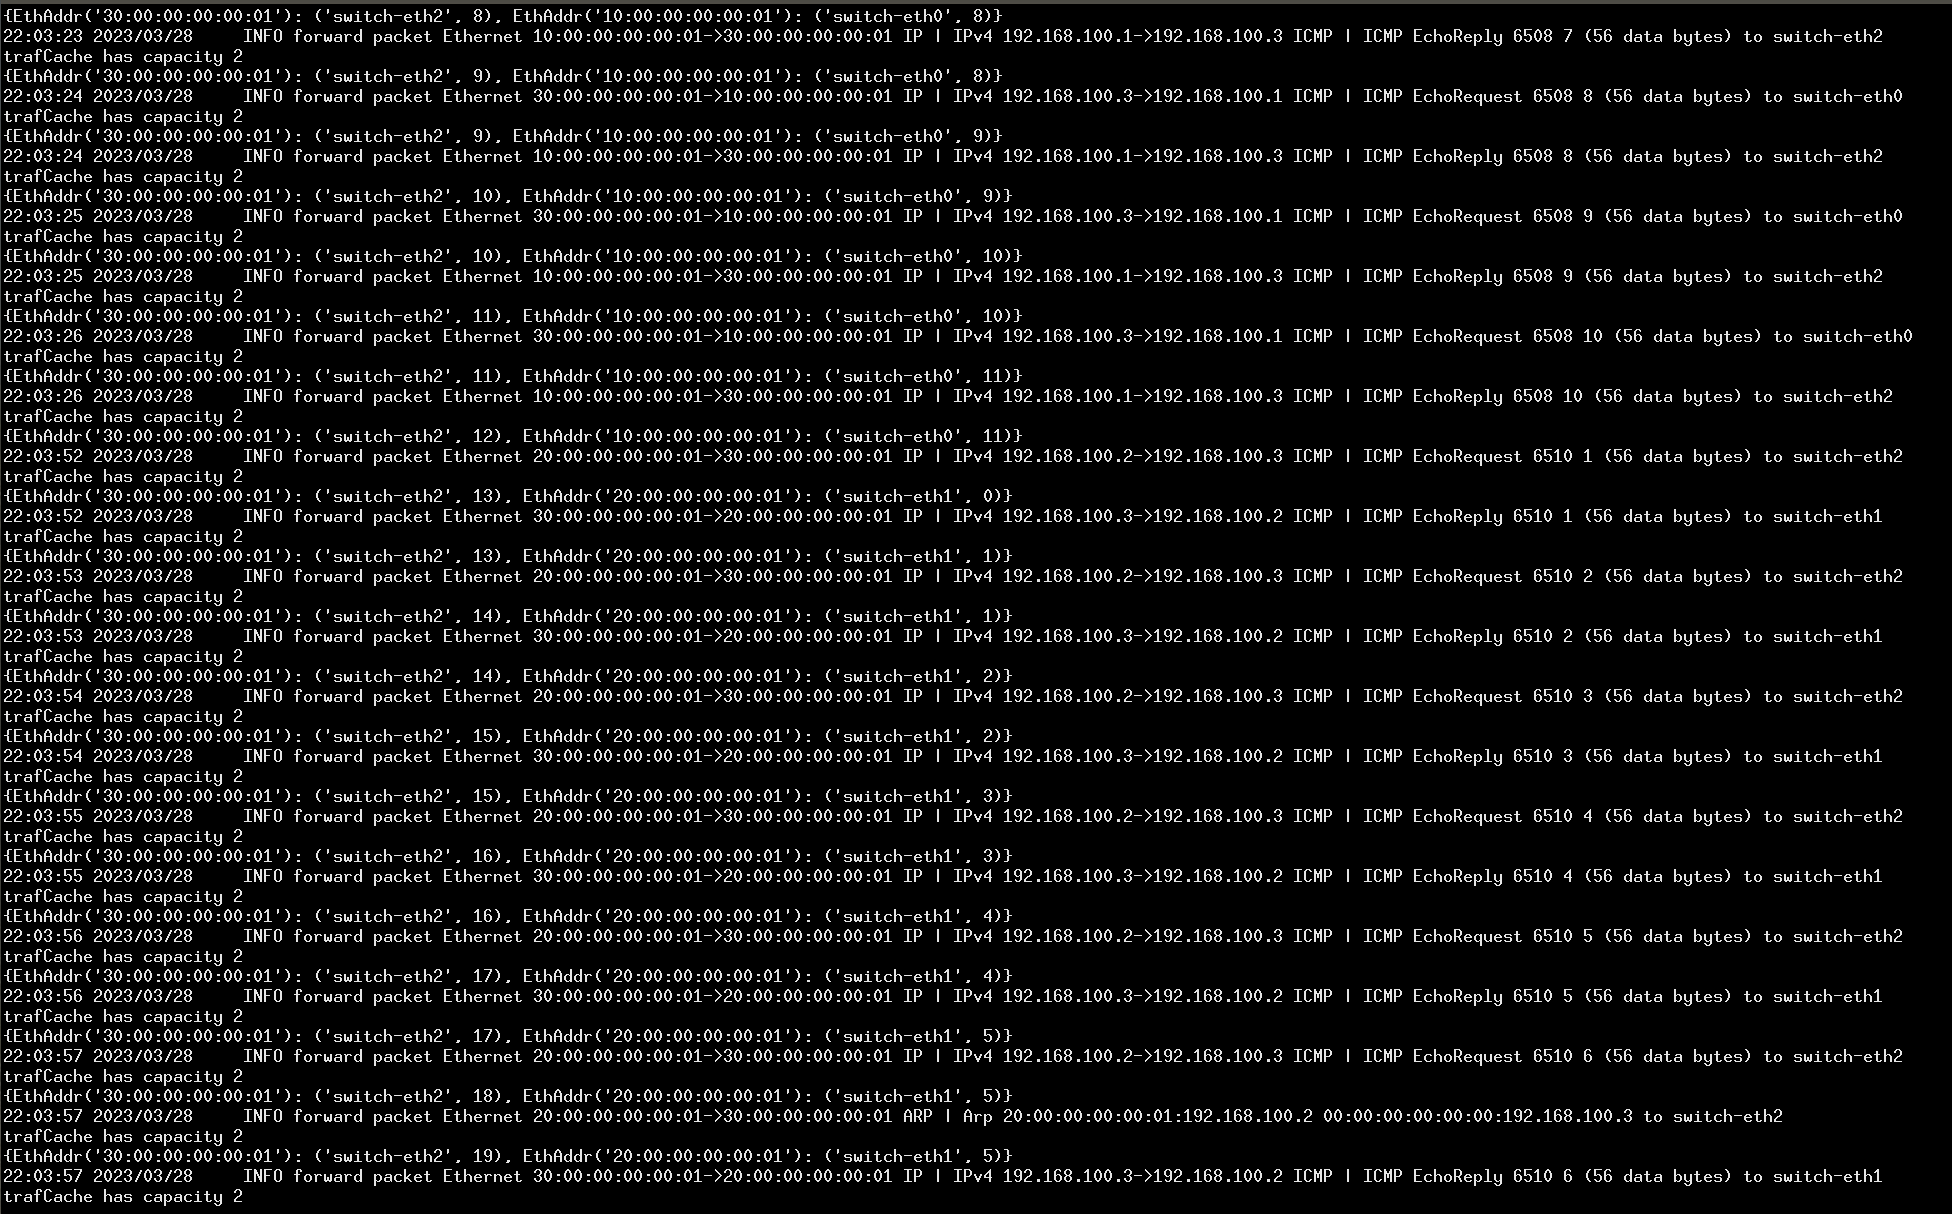 {EthAddr('30:00:00:00:00:01'): ('switch-eth2', 8), EthAddr('10:00:00:00:00:01'): ('switch-eth0', 8)}
22:03:23 2023/03/28     INFO forward packet Ethernet 10:00:00:00:00:01->30:00:00:00:00:01 IP | IPv4 192.168.100.1->192.168.100.3 ICMP | ICMP EchoReply 6508 7 (56 data bytes) to switch-eth2
trafCache has capacity 2
{EthAddr('30:00:00:00:00:01'): ('switch-eth2', 9), EthAddr('10:00:00:00:00:01'): ('switch-eth0', 8)}
22:03:24 2023/03/28     INFO forward packet Ethernet 30:00:00:00:00:01->10:00:00:00:00:01 IP | IPv4 192.168.100.3->192.168.100.1 ICMP | ICMP EchoRequest 6508 8 (56 data bytes) to switch-eth0
trafCache has capacity 2
{EthAddr('30:00:00:00:00:01'): ('switch-eth2', 9), EthAddr('10:00:00:00:00:01'): ('switch-eth0', 9)}
22:03:24 2023/03/28     INFO forward packet Ethernet 10:00:00:00:00:01->30:00:00:00:00:01 IP | IPv4 192.168.100.1->192.168.100.3 ICMP | ICMP EchoReply 6508 8 (56 data bytes) to switch-eth2
trafCache has capacity 2
{EthAddr('30:00:00:00:00:01'): ('switch-eth2', 10), EthAddr('10:00:00:00:00:01'): ('switch-eth0', 9)}
22:03:25 2023/03/28     INFO forward packet Ethernet 30:00:00:00:00:01->10:00:00:00:00:01 IP | IPv4 192.168.100.3->192.168.100.1 ICMP | ICMP EchoRequest 6508 9 (56 data bytes) to switch-eth0
trafCache has capacity 2
{EthAddr('30:00:00:00:00:01'): ('switch-eth2', 10), EthAddr('10:00:00:00:00:01'): ('switch-eth0', 10)}
22:03:25 2023/03/28     INFO forward packet Ethernet 10:00:00:00:00:01->30:00:00:00:00:01 IP | IPv4 192.168.100.1->192.168.100.3 ICMP | ICMP EchoReply 6508 9 (56 data bytes) to switch-eth2
trafCache has capacity 2
{EthAddr('30:00:00:00:00:01'): ('switch-eth2', 11), EthAddr('10:00:00:00:00:01'): ('switch-eth0', 10)}
22:03:26 2023/03/28     INFO forward packet Ethernet 30:00:00:00:00:01->10:00:00:00:00:01 IP | IPv4 192.168.100.3->192.168.100.1 ICMP | ICMP EchoRequest 6508 10 (56 data bytes) to switch-eth0
trafCache has capacity 2
{EthAddr('30:00:00:00:00:01'): ('switch-eth2', 11), EthAddr('10:00:00:00:00:01'): ('switch-eth0', 11)}
22:03:26 2023/03/28     INFO forward packet Ethernet 10:00:00:00:00:01->30:00:00:00:00:01 IP | IPv4 192.168.100.1->192.168.100.3 ICMP | ICMP EchoReply 6508 10 (56 data bytes) to switch-eth2
trafCache has capacity 2
{EthAddr('30:00:00:00:00:01'): ('switch-eth2', 12), EthAddr('10:00:00:00:00:01'): ('switch-eth0', 11)}
22:03:52 2023/03/28     INFO forward packet Ethernet 20:00:00:00:00:01->30:00:00:00:00:01 IP | IPv4 192.168.100.2->192.168.100.3 ICMP | ICMP EchoRequest 6510 1 (56 data bytes) to switch-eth2
trafCache has capacity 2
{EthAddr('30:00:00:00:00:01'): ('switch-eth2', 13), EthAddr('20:00:00:00:00:01'): ('switch-eth1', 0)}
22:03:52 2023/03/28     INFO forward packet Ethernet 30:00:00:00:00:01->20:00:00:00:00:01 IP | IPv4 192.168.100.3->192.168.100.2 ICMP | ICMP EchoReply 6510 1 (56 data bytes) to switch-eth1
trafCache has capacity 2
{EthAddr('30:00:00:00:00:01'): ('switch-eth2', 13), EthAddr('20:00:00:00:00:01'): ('switch-eth1', 1)}
22:03:53 2023/03/28     INFO forward packet Ethernet 20:00:00:00:00:01->30:00:00:00:00:01 IP | IPv4 192.168.100.2->192.168.100.3 ICMP | ICMP EchoRequest 6510 2 (56 data bytes) to switch-eth2
trafCache has capacity 2
{EthAddr('30:00:00:00:00:01'): ('switch-eth2', 14), EthAddr('20:00:00:00:00:01'): ('switch-eth1', 1)}
22:03:53 2023/03/28     INFO forward packet Ethernet 30:00:00:00:00:01->20:00:00:00:00:01 IP | IPv4 192.168.100.3->192.168.100.2 ICMP | ICMP EchoReply 6510 2 (56 data bytes) to switch-eth1
trafCache has capacity 2
{EthAddr('30:00:00:00:00:01'): ('switch-eth2', 14), EthAddr('20:00:00:00:00:01'): ('switch-eth1', 2)}
22:03:54 2023/03/28     INFO forward packet Ethernet 20:00:00:00:00:01->30:00:00:00:00:01 IP | IPv4 192.168.100.2->192.168.100.3 ICMP | ICMP EchoRequest 6510 3 (56 data bytes) to switch-eth2
trafCache has capacity 2
{EthAddr('30:00:00:00:00:01'): ('switch-eth2', 15), EthAddr('20:00:00:00:00:01'): ('switch-eth1', 2)}
22:03:54 2023/03/28     INFO forward packet Ethernet 30:00:00:00:00:01->20:00:00:00:00:01 IP | IPv4 192.168.100.3->192.168.100.2 ICMP | ICMP EchoReply 6510 3 (56 data bytes) to switch-eth1
trafCache has capacity 2
{EthAddr('30:00:00:00:00:01'): ('switch-eth2', 15), EthAddr('20:00:00:00:00:01'): ('switch-eth1', 3)}
22:03:55 2023/03/28     INFO forward packet Ethernet 20:00:00:00:00:01->30:00:00:00:00:01 IP | IPv4 192.168.100.2->192.168.100.3 ICMP | ICMP EchoRequest 6510 4 (56 data bytes) to switch-eth2
trafCache has capacity 2
{EthAddr('30:00:00:00:00:01'): ('switch-eth2', 16), EthAddr('20:00:00:00:00:01'): ('switch-eth1', 3)}
22:03:55 2023/03/28     INFO forward packet Ethernet 30:00:00:00:00:01->20:00:00:00:00:01 IP | IPv4 192.168.100.3->192.168.100.2 ICMP | ICMP EchoReply 6510 4 (56 data bytes) to switch-eth1
trafCache has capacity 2
{EthAddr('30:00:00:00:00:01'): ('switch-eth2', 16), EthAddr('20:00:00:00:00:01'): ('switch-eth1', 4)}
22:03:56 2023/03/28     INFO forward packet Ethernet 20:00:00:00:00:01->30:00:00:00:00:01 IP | IPv4 192.168.100.2->192.168.100.3 ICMP | ICMP EchoRequest 6510 5 (56 data bytes) to switch-eth2
trafCache has capacity 2
{EthAddr('30:00:00:00:00:01'): ('switch-eth2', 17), EthAddr('20:00:00:00:00:01'): ('switch-eth1', 4)}
22:03:56 2023/03/28     INFO forward packet Ethernet 30:00:00:00:00:01->20:00:00:00:00:01 IP | IPv4 192.168.100.3->192.168.100.2 ICMP | ICMP EchoReply 6510 5 (56 data bytes) to switch-eth1
trafCache has capacity 2
{EthAddr('30:00:00:00:00:01'): ('switch-eth2', 17), EthAddr('20:00:00:00:00:01'): ('switch-eth1', 5)}
22:03:57 2023/03/28     INFO forward packet Ethernet 20:00:00:00:00:01->30:00:00:00:00:01 IP | IPv4 192.168.100.2->192.168.100.3 ICMP | ICMP EchoRequest 6510 6 (56 data bytes) to switch-eth2
trafCache has capacity 2
{EthAddr('30:00:00:00:00:01'): ('switch-eth2', 18), EthAddr('20:00:00:00:00:01'): ('switch-eth1', 5)}
22:03:57 2023/03/28     INFO forward packet Ethernet 20:00:00:00:00:01->30:00:00:00:00:01 ARP | Arp 20:00:00:00:00:01:192.168.100.2 00:00:00:00:00:00:192.168.100.3 to switch-eth2
trafCache has capacity 2
{EthAddr('30:00:00:00:00:01'): ('switch-eth2', 19), EthAddr('20:00:00:00:00:01'): ('switch-eth1', 5)}
22:03:57 2023/03/28     INFO forward packet Ethernet 30:00:00:00:00:01->20:00:00:00:00:01 IP | IPv4 192.168.100.3->192.168.100.2 ICMP | ICMP EchoReply 6510 6 (56 data bytes) to switch-eth1
trafCache has capacity 2